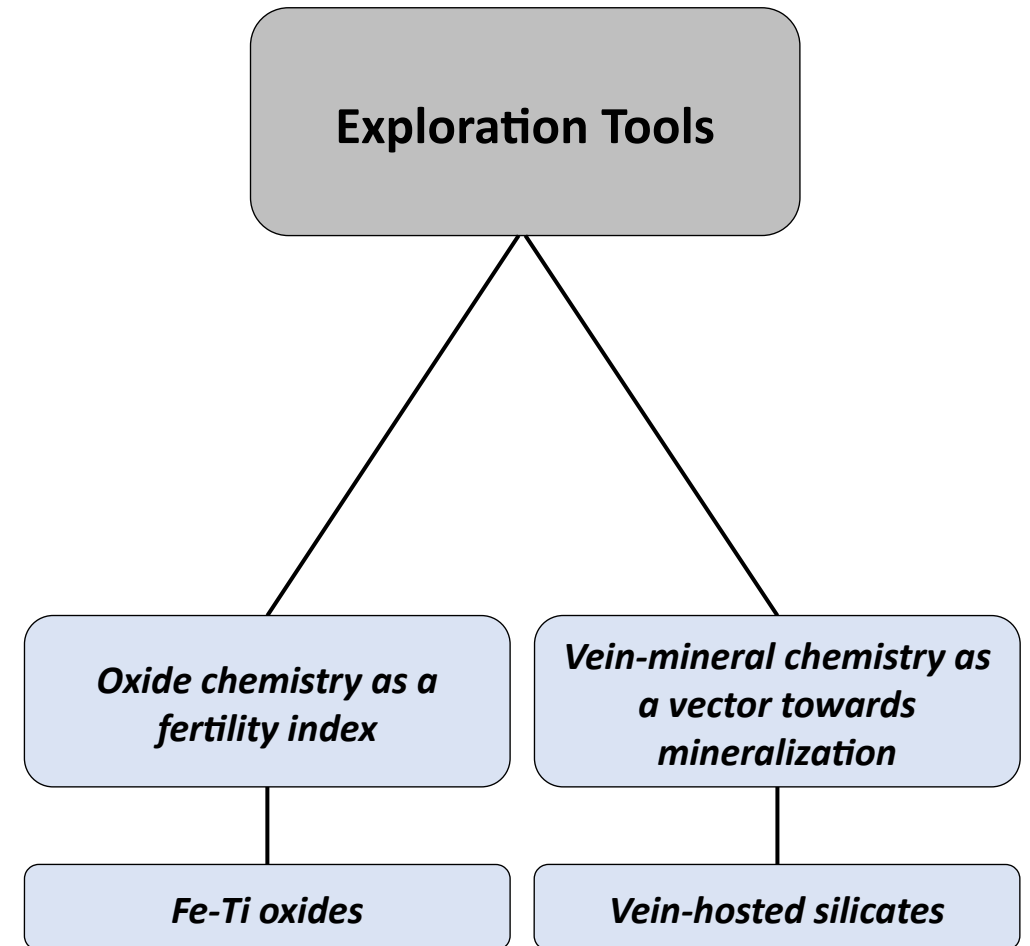 Exploration Tools
Oxide chemistry as a
fertility index
Vein-mineral chemistry as
a vector towards
mineralization
Fe-Ti oxides
Vein-hosted silicates